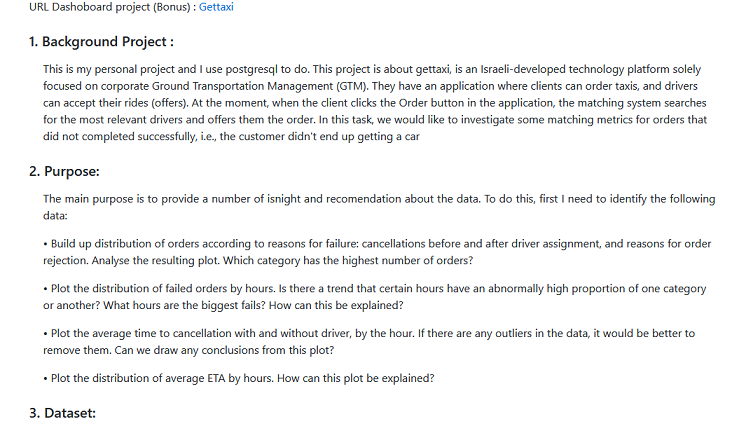 URL Dashoboard project (Bonus) : Gettaxi
1. Background Project :
This is my personal project and I use postgresql to do. This project is about gettaxi, is an Israeli-developed technology platform solely
focused on corporate Ground Transportation Management (GTM). They have an application where clients can order taxis, and drivers
can accept their rides (offers). At the moment, when the client clicks the Order button in the application, the matching system searches
for the most relevant drivers and offers them the order. In this task, we would like to investigate some matching metrics for orders that
did not completed successfully, i.e., the customer didn't end up getting a car
2. Purpose:
The main purpose is to provide a number of isnight and recomendation about the data. To do this, first I need to identify the following
data:
• Build up distribution of orders according to reasons for failure: cancellations before and after driver assignment, and reasons for order
rejection. Analyse the resulting plot. Which category has the highest number of orders?
• Plot the distribution of failed orders by hours. Is there a trend that certain hours have an abnormally high proportion of one category
or another? What hours are the biggest fails? How can this be explained?
• Plot the average time to cancellation with and without driver, by the hour. If there are any outliers in the data, it would be better to
remove them. Can we draw any conclusions from this plot?
• Plot the distribution of average ETA by hours. How can this plot be explained?
3. Dataset: